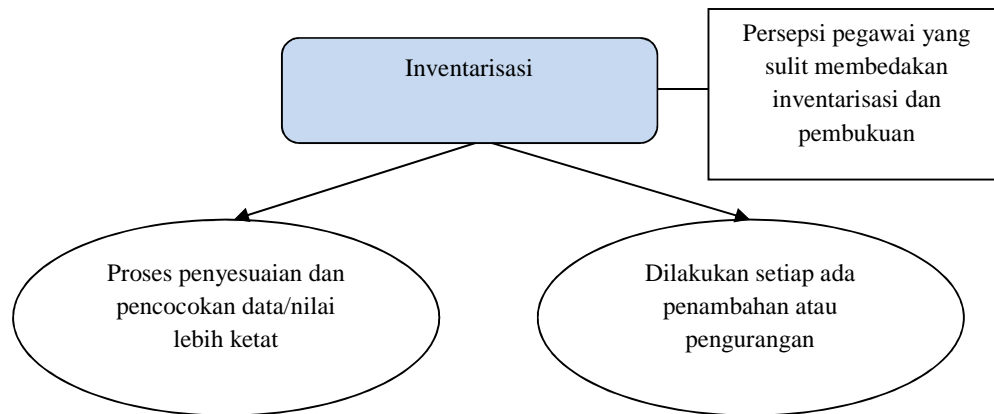 Inventarisasi
Persepsi pegawai yang
sulit membedakan
inventarisasi dan
pembukuan
Proses penyesuaian dan
pencocokan data/nilai
lebih ketat
Dilakukan setiap ada
penambahan atau
pengurangan